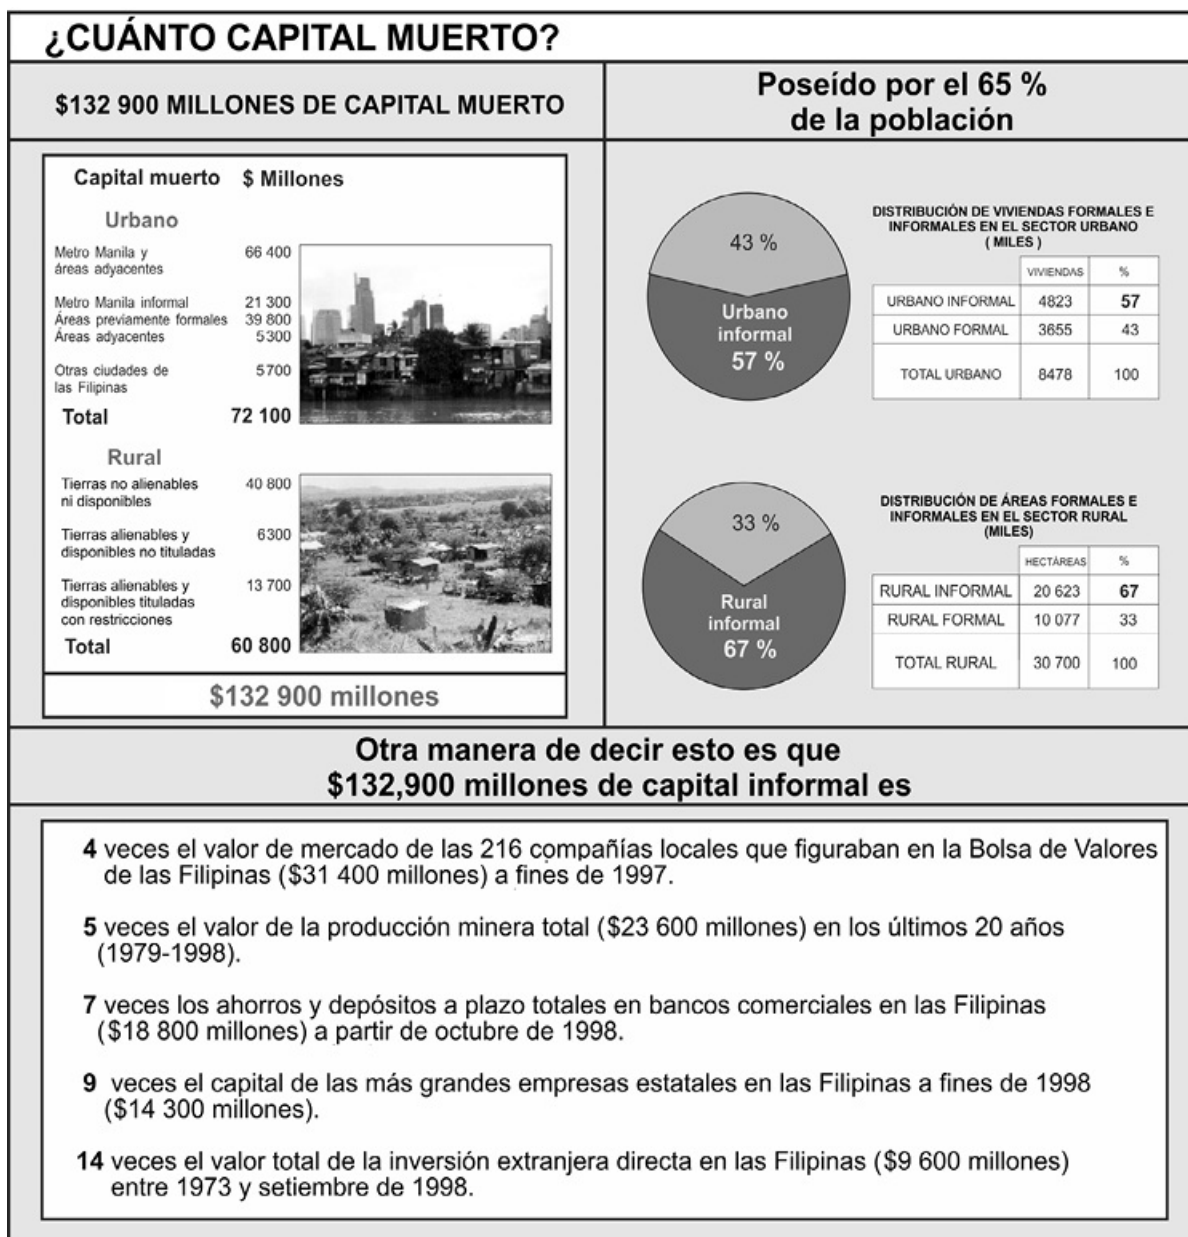 ¿CUÁNTO CAPITAL MUERTO?
$132 900 MILLONES DE CAPITAL MUERTO
Poseído por el 65 %
de la población
Capital muerto $ Millones
Urbano
Metro Manila y 66 400
áreas adyacentes
Metro Manila informal 21 300
Áreas previamente formales 39 800
Áreas adyacentes 5300
Otras ciudades de 5700
las Filipinas
Total 72 100
Rural
Tierras no alienables 40 800
ni disponibles
Tierras alienables y 6300
disponibles no tituladas
Tierras alienables y 13 700
disponibles tituladas
con restricciones
Total 60 800
$132 900 millones
43 %
Urbano
informal
57 %
DISTRIBUCIÓN DE VIVIENDAS FORMALES E
INFORMALES EN EL SECTOR URBANO
( MILES )
VIVIENDAS %
URBANO INFORMAL 4823 57
URBANO FORMAL 3655 43
TOTAL URBANO 8478 100
33 %
Rural
informal
67 %
DISTRIBUCIÓN DE ÁREAS FORMALES E
INFORMALES EN EL SECTOR RURAL
(MILES)
HECTÁREAS %
RURAL INFORMAL 20 623 67
RURAL FORMAL 10 077 33
TOTAL RURAL 30 700 100
Otra manera de decir esto es que
$132,900 millones de capital informal es
4 veces el valor de mercado de las 216 compañías locales que figuraban en la Bolsa de Valores
de las Filipinas ($31 400 millones) a fines de 1997.
5 veces el valor de la producción minera total ($23 600 millones) en los últimos 20 años
(1979-1998).
7 veces los ahorros y depósitos a plazo totales en bancos comerciales en las Filipinas
($18 800 millones) a partir de octubre de 1998.
9 veces el capital de las más grandes empresas estatales en las Filipinas a fines de 1998
($14 300 millones).
14 veces el valor total de la inversión extranjera directa en las Filipinas ($9 600 millones)
entre 1973 y setiembre de 1998.